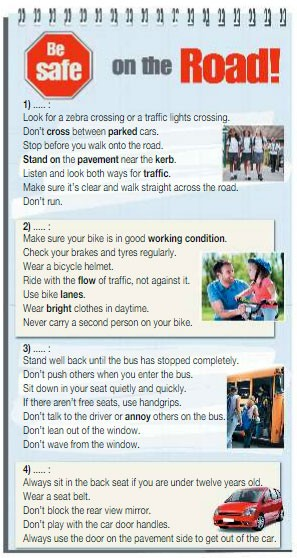 Be
safe
on the Road!
1) ..... :
Look for a zebra crossing or a traffic lights crossing.
Don't cross between parked cars.
Stop before you walk onto the road.
Stand on the pavement near the kerb.
Listen and look both ways for traffic.
Make sure it's clear and walk straight across the road.
Don't run.
2) ..... :
Make sure your bike is in good working condition.
Check your brakes and tyres regularly.
Wear a bicycle helmet.
Ride with the flow of traffic, not against it.
Use bike lanes.
Wear bright clothes in daytime.
Never carry a second person on your bike.
3) ..... :
Stand well back until the bus has stopped completely.
Don't push others when you enter the bus.
Sit down in your seat quietly and quickly.
If there aren't free seats, use handgrips.
Don't talk to the driver or annoy others on the bus.
Don't lean out of the window.
Don't wave from the window.
4) ..... :
Always sit in the back seat if you are under twelve years old.
Wear a seat belt.
Don't block the rear view mirror.
Don't play with the car door handles.
Always use the door on the pavement side to get out of the car.